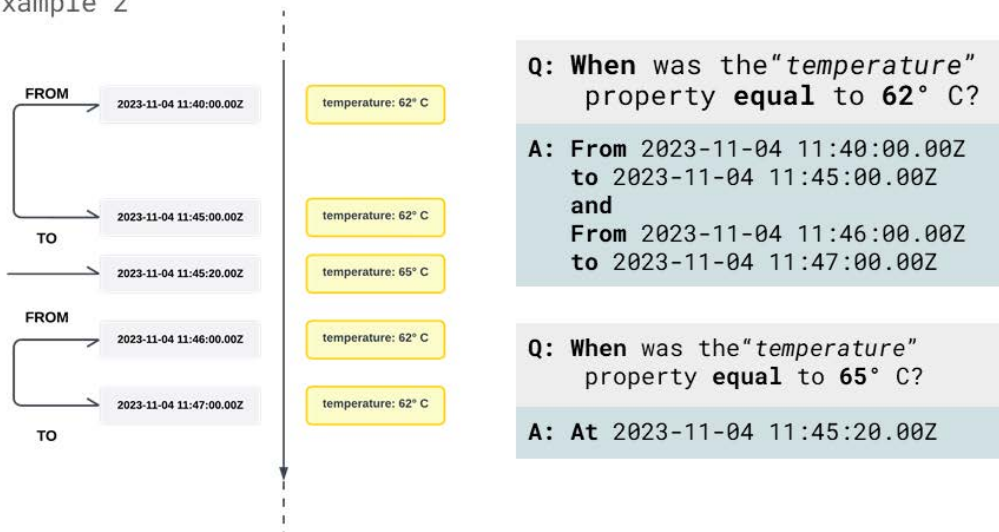 xample 2
FROM
2023-11-04 11:40:00.00Z
temperature: 62° C
2023-11-04 11:45:00.00Z
temperature: 62° C
TO
2023-11-04 11:45:20.00Z
temperature: 65° C
FROM
2023-11-04 11:46:00.00Z
temperature: 62° C
2023-11-04 11:47:00.00Z
temperature: 62° C
TO
Q: When was the“temperature”
property equal to 62° C?
A: From 2023-11-04 11:40:00.00Z
to 2023-11-04 11:45:00.00Z
and
From 2023-11-04 11:46:00.00Z
to 2023-11-04 11:47:00.00Z
Q: When was the“temperature”
property equal to 65° C?
A: At 2023-11-04 11:45:20.00Z